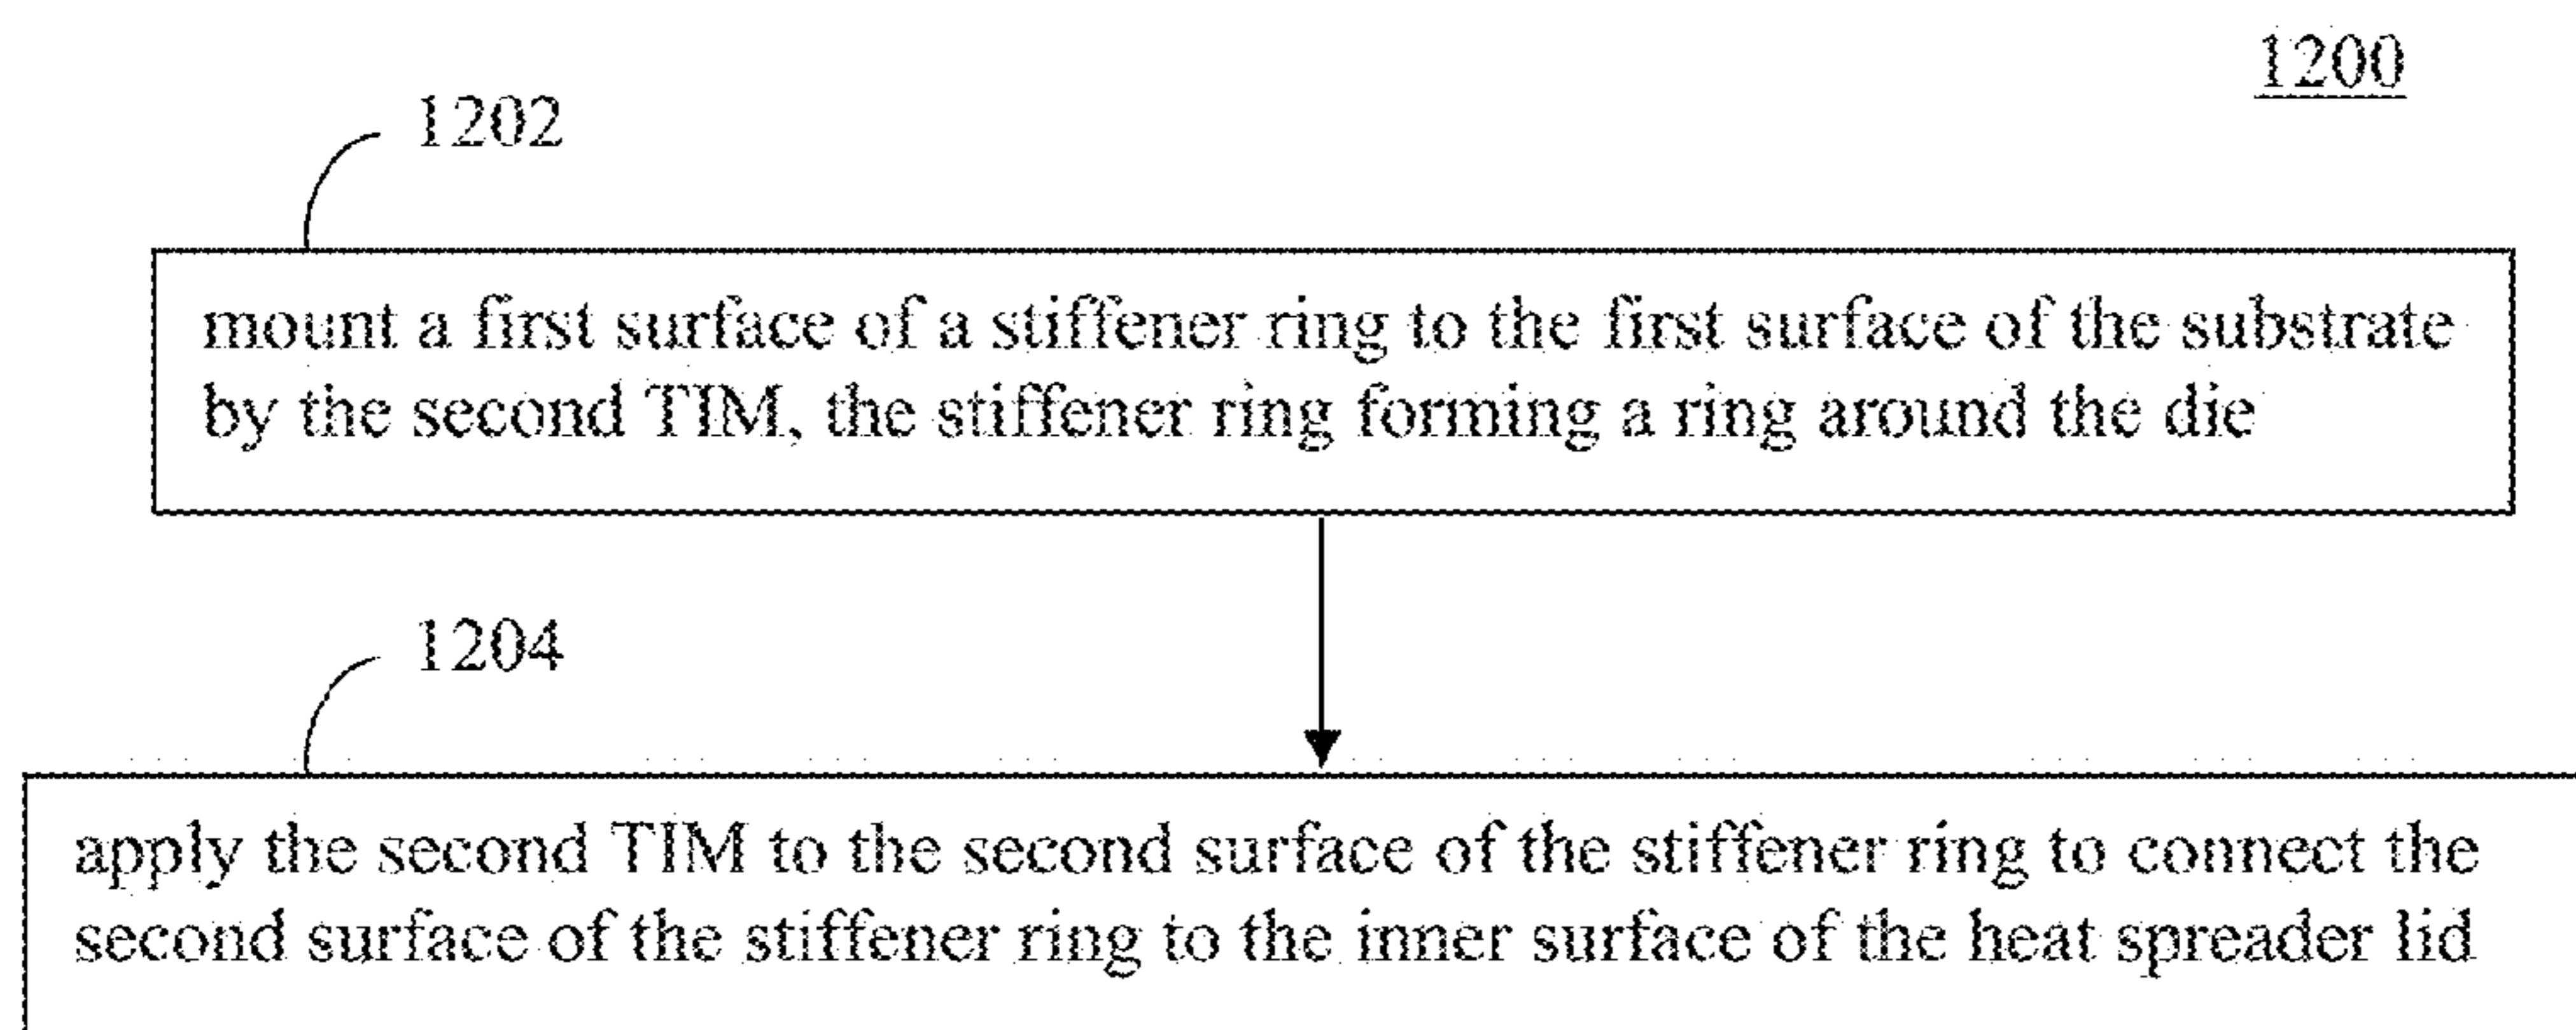 1200
1202
mount a first surface of a stiffener ring to the first surface of the substrate
by the second TIM, the stiffener ring forming a ring around the die
1204
apply the second TIM to the second surface of the stiffener ring to connect the
second surface of the stiffener ring to the inner surface of the heat spreader lid